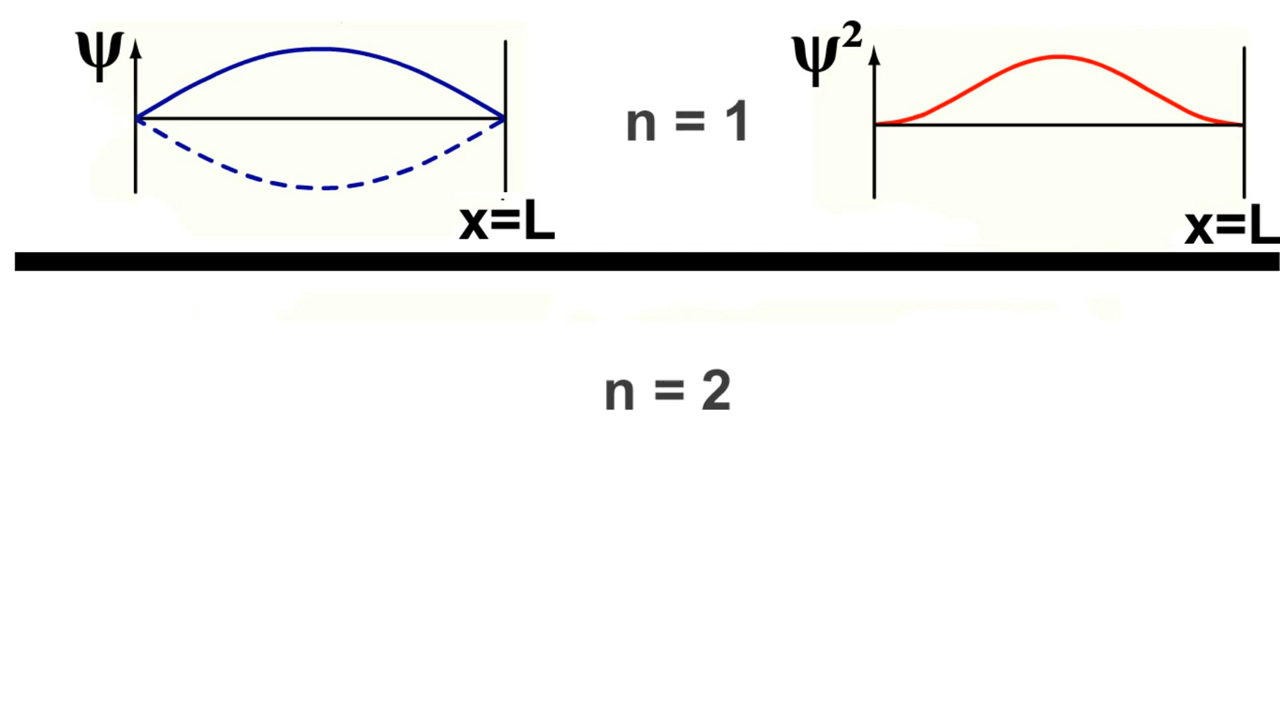 ψ
n = 1
ψ²
x=L
x=L
n = 2